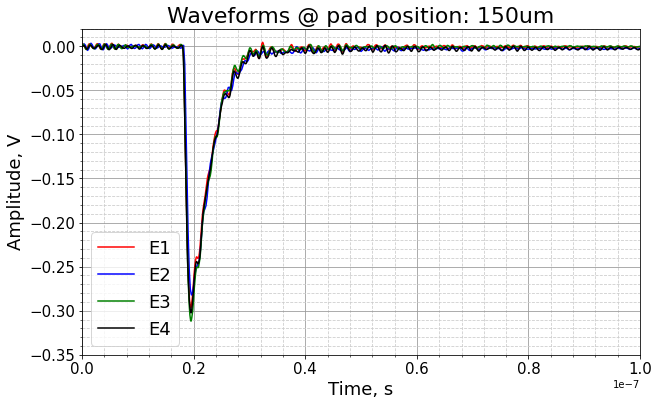 Waveforms @ pad position: 150um
Amplitude, V
0.00
−0.05
−0.10
−0.15
−0.20
−0.25
−0.30
−0.35
E1
E2
E3
E4
0.0 0.2 0.4 0.6 0.8 1.0
Time, s
1e−7